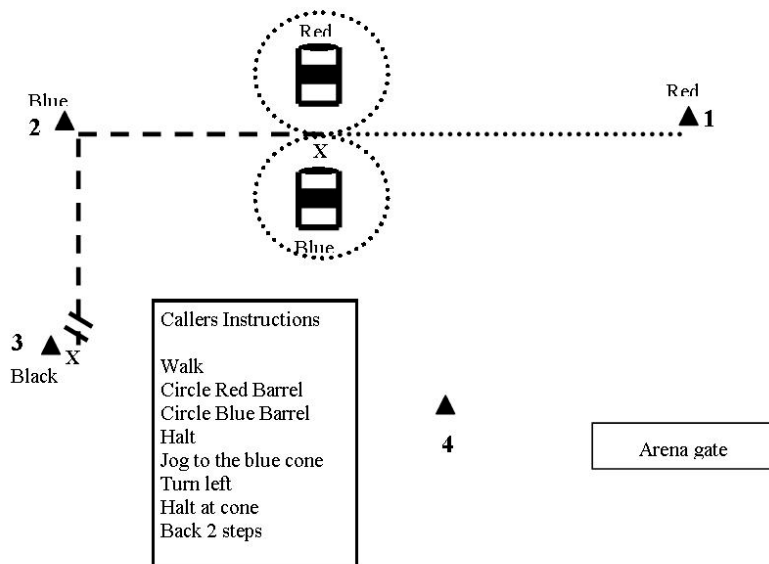 Red
Red
1
Blue
2
X
Blue
3
X
Black
Callers Instructions
Walk
Circle Red Barrel
Circle Blue Barrel
Halt
Jog to the blue cone
Turn left
Halt at cone
Back 2 steps
4
Arena gate